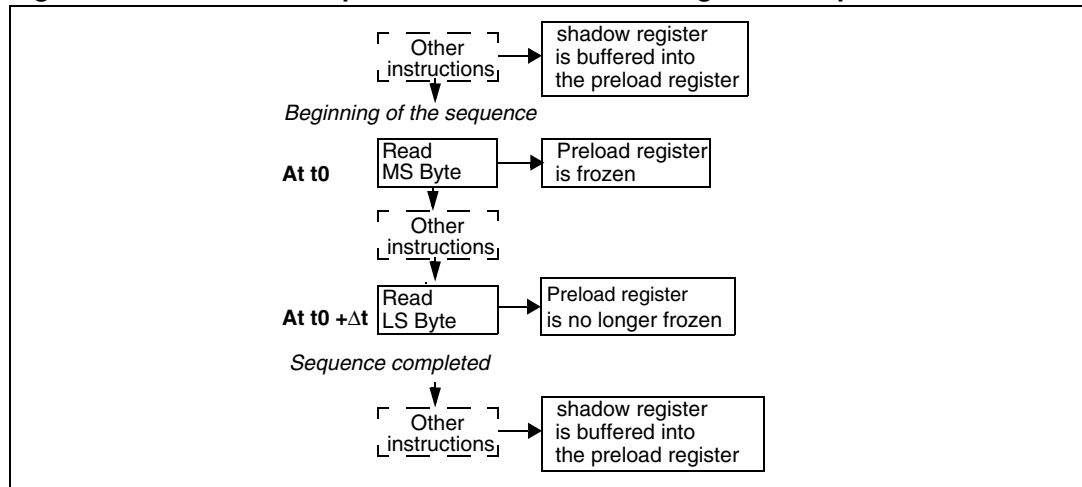 Other
instructions
shadow register
is buffered into
the preload register
Beginning of the sequence
At t0
Read
MS Byte
Preload register
is frozen
Other
instructions
At t0 +Δt
Read
LS Byte
Preload register
is no longer frozen
Sequence completed
Other
instructions
shadow register
is buffered into
the preload register